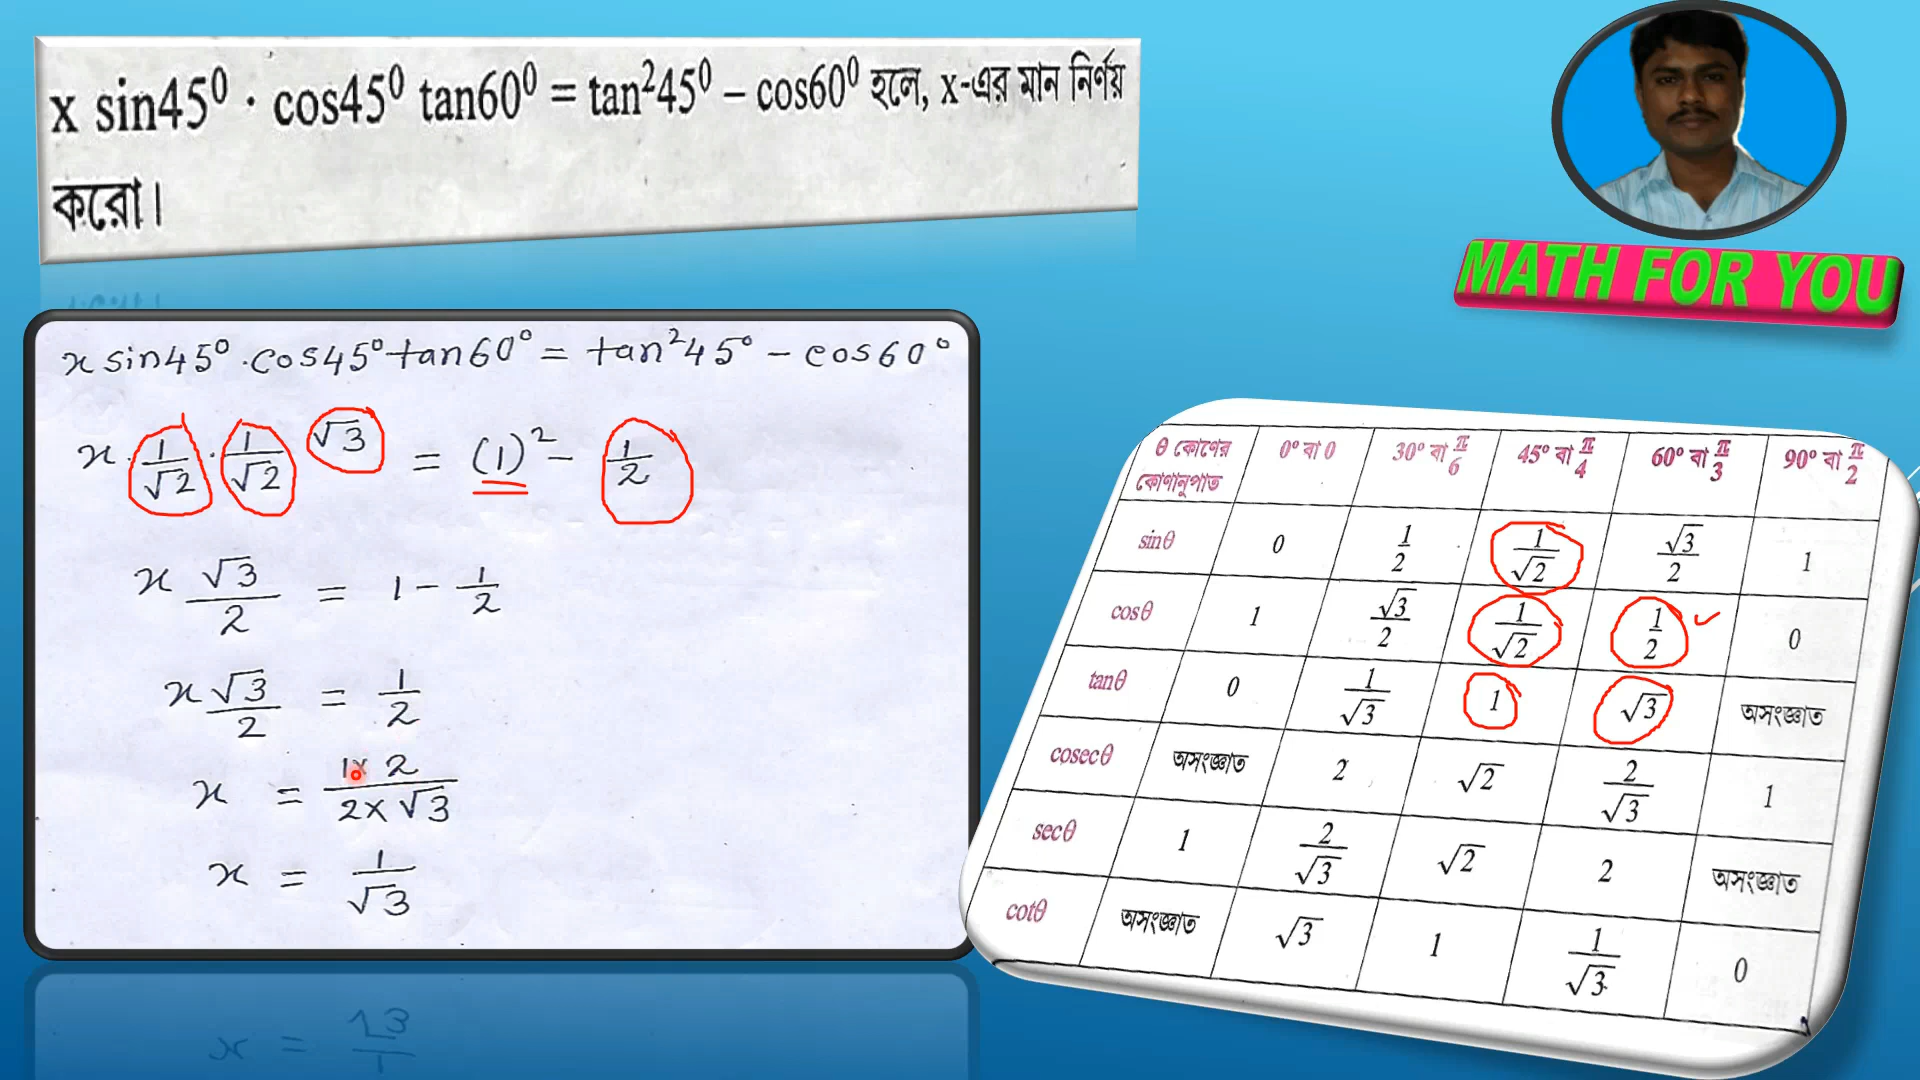 x sin45⁰ · cos45⁰ tan60⁰ = tan²45⁰ – cos60⁰ হলে, x-এর মান নির্ণয়
করো।
MATH FOR YOU
x sin45° · cos45° tan60° = tan²45° – cos60°
x · 1/√2 · 1/√2 √3 = (1)² – 1/2
x √3/2 = 1 – 1/2
x √3/2 = 1/2
x = 1×2/2×√3
x = 1/√3
θ কোণের কোণানুপাত 0° বা 0 30° বা π/6 45° বা π/4 60° বা π/3 90° বা π/2
sinθ 0 1/2 1/√2 √3/2 1
cosθ 1 √3/2 1/√2 1/2 0
tanθ 0 1/√3 1 √3 অসংজ্ঞাত
cosecθ অসংজ্ঞাত 2 √2 2/√3 1
secθ 1 2/√3 √2 2 অসংজ্ঞাত
cotθ অসংজ্ঞাত √3 1 1/√3 0